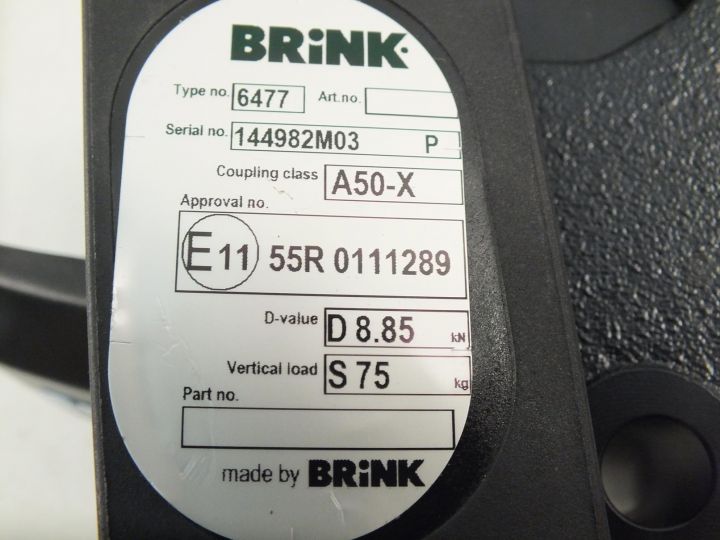 BRiNK
Type no. 6477 Art.no.
Serial no. 144982M03 P
Coupling class A50-X
Approval no.
E 11 55R 0111289
D-value D 8.85 kN
Vertical load S 75 kg
Part no.
made by BRiNK